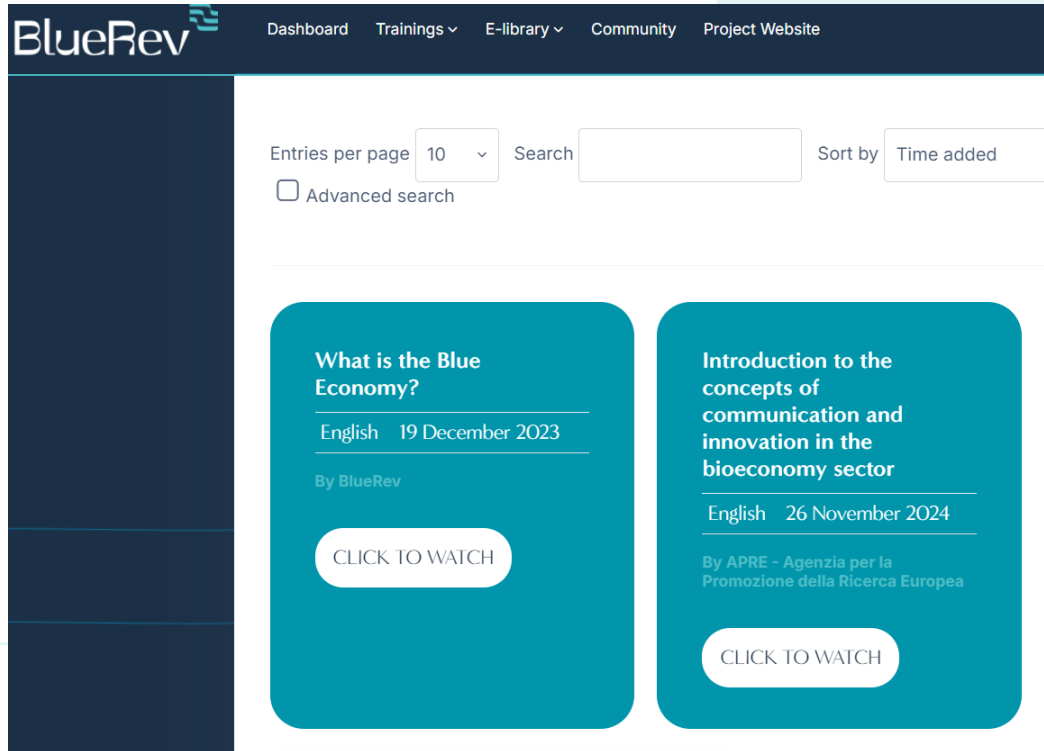 BlueRev
Dashboard Trainings E-library Community Project Website
Entries per page 10 Search Sort by Time added
Advanced search
What is the Blue
Economy?
English 19 December 2023
By BlueRev
CLICK TO WATCH
Introduction to the
concepts of
communication and
innovation in the
bioeconomy sector
English 26 November 2024
By APRE - Agenzia per la
Promozione della Ricerca Europea
CLICK TO WATCH